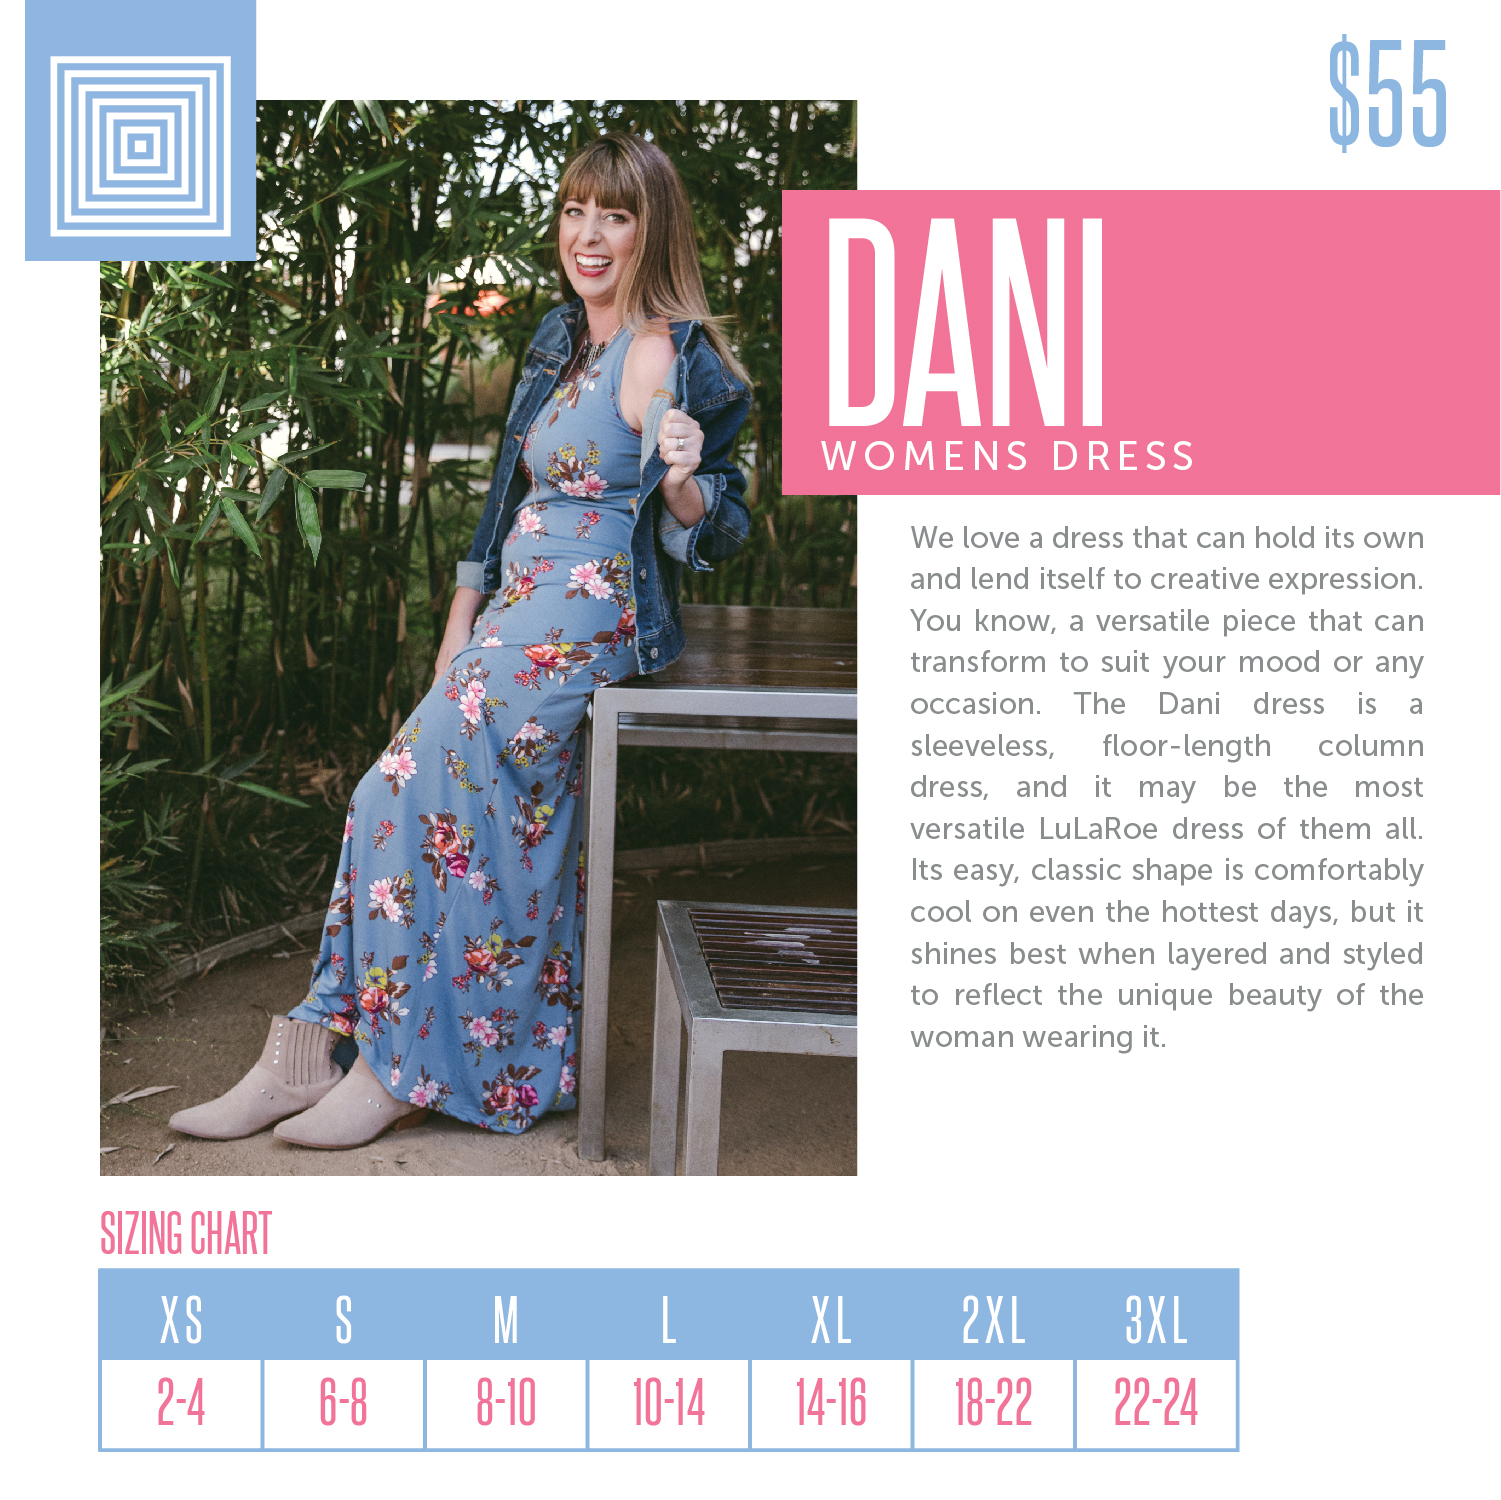 $55
DANI
WOMENS DRESS
We love a dress that can hold its own
and lend itself to creative expression.
You know, a versatile piece that can
transform to suit your mood or any
occasion. The Dani dress is a
sleeveless, floor-length column
dress, and it may be the most
versatile LuLaRoe dress of them all.
Its easy, classic shape is comfortably
cool on even the hottest days, but it
shines best when layered and styled
to reflect the unique beauty of the
woman wearing it.
SIZING CHART
XS S M L XL 2XL 3XL
2-4 6-8 8-10 10-14 14-16 18-22 22-24